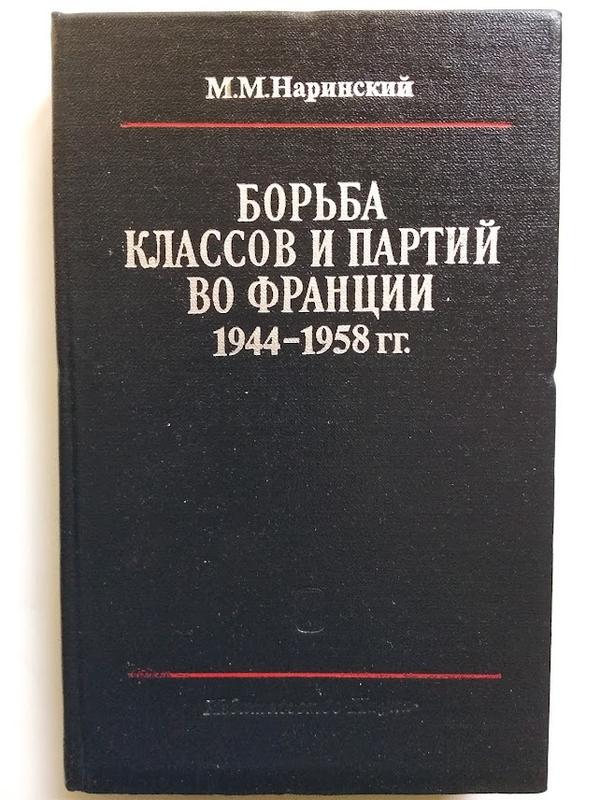 М.М.Наринский
БОРЬБА
КЛАССОВ И ПАРТИЙ
ВО ФРАНЦИИ
1944–1958 гг.